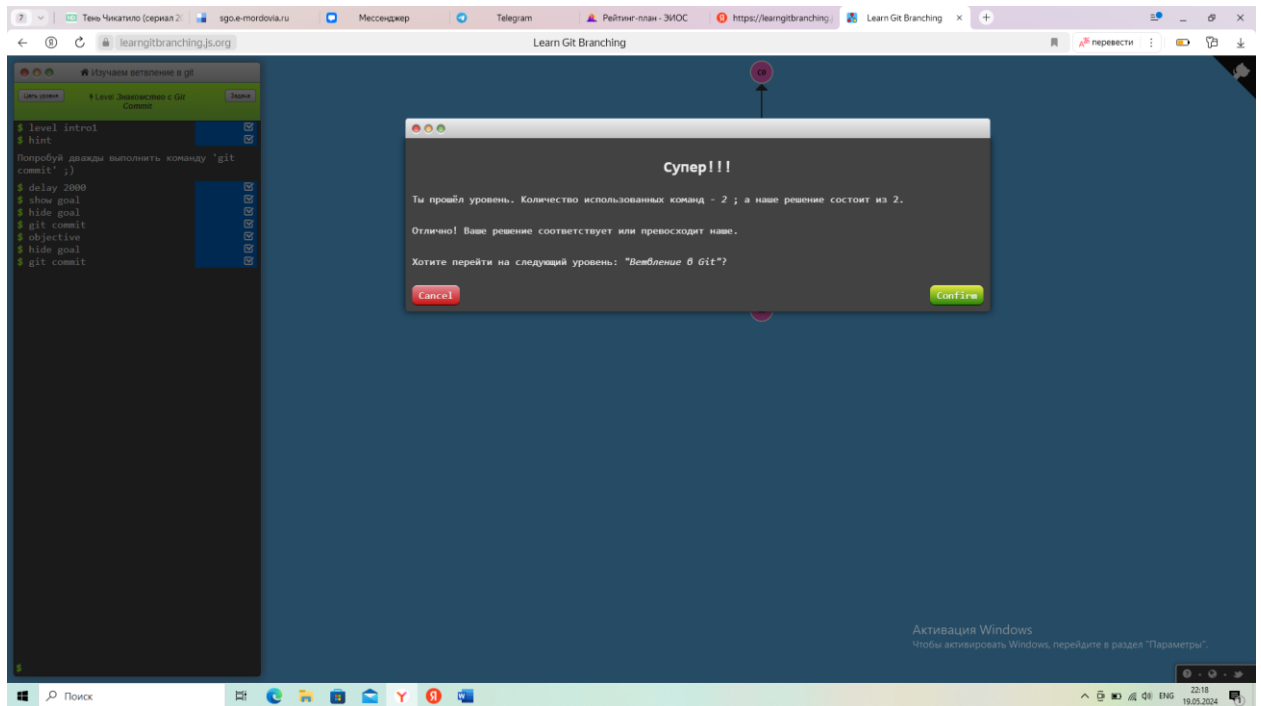 7
Тень Чикатило (сериал 20
sgo.e-mordovia.ru
Мессенджер
Telegram
Рейтинг-план - ЭИОС
https://learngitbranching.j
Learn Git Branching
learngitbranching.js.org
Learn Git Branching
перевести
Изучаем ветвление в git
Цель уровня
Level Знакомство с Git
Commit
Задача
$ level intro1
$ hint
Попробуй дважды выполнить команду 'git
commit' ;)
$ delay 2000
$ show goal
$ hide goal
$ git commit
$ objective
$ hide goal
$ git commit
$
C0
Супер!!!
Ты прошёл уровень. Количество использованных команд - 2 ; а наше решение состоит из 2.
Отлично! Ваше решение соответствует или превосходит наше.
Хотите перейти на следующий уровень: "Ветвление в Git"?
Cancel
Confirm
Активация Windows
Чтобы активировать Windows, перейдите в раздел "Параметры".
Поиск
ENG
22:18
19.05.2024